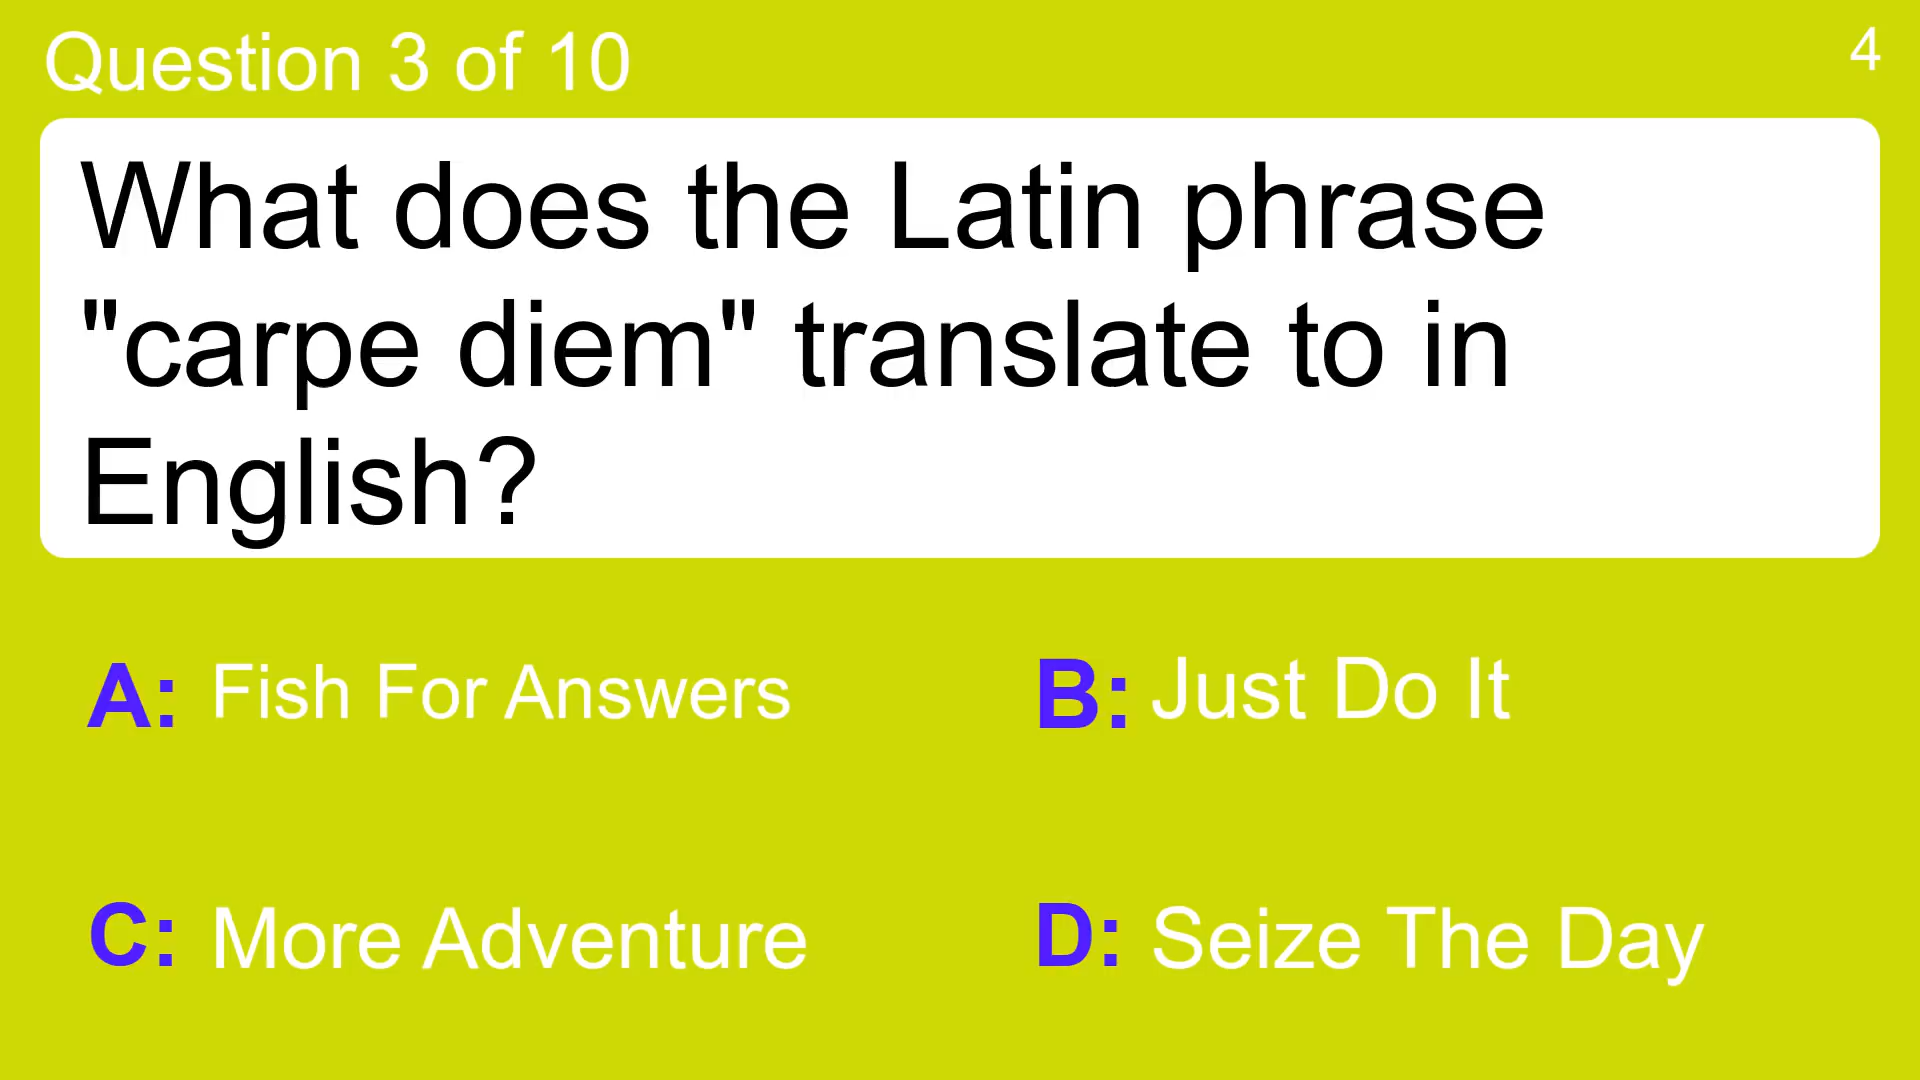 Question 3 of 10
4
What does the Latin phrase
"carpe diem" translate to in
English?
A: Fish For Answers
B: Just Do It
C: More Adventure
D: Seize The Day